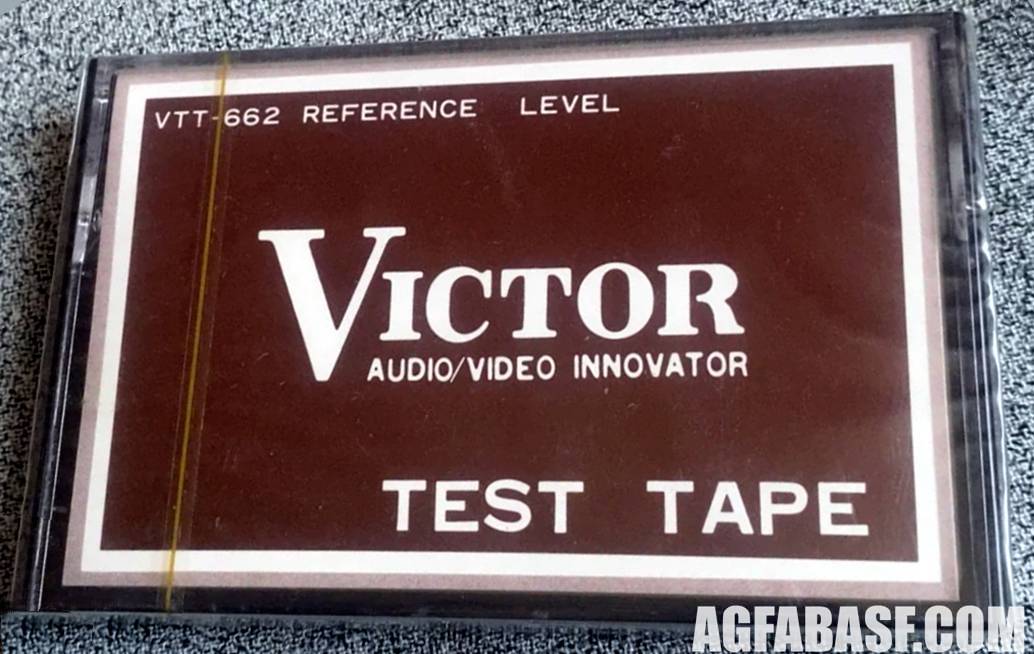 VTT-662 REFERENCE LEVEL
VICTOR
AUDIO/VIDEO INNOVATOR
TEST TAPE
AGFABASF.COM